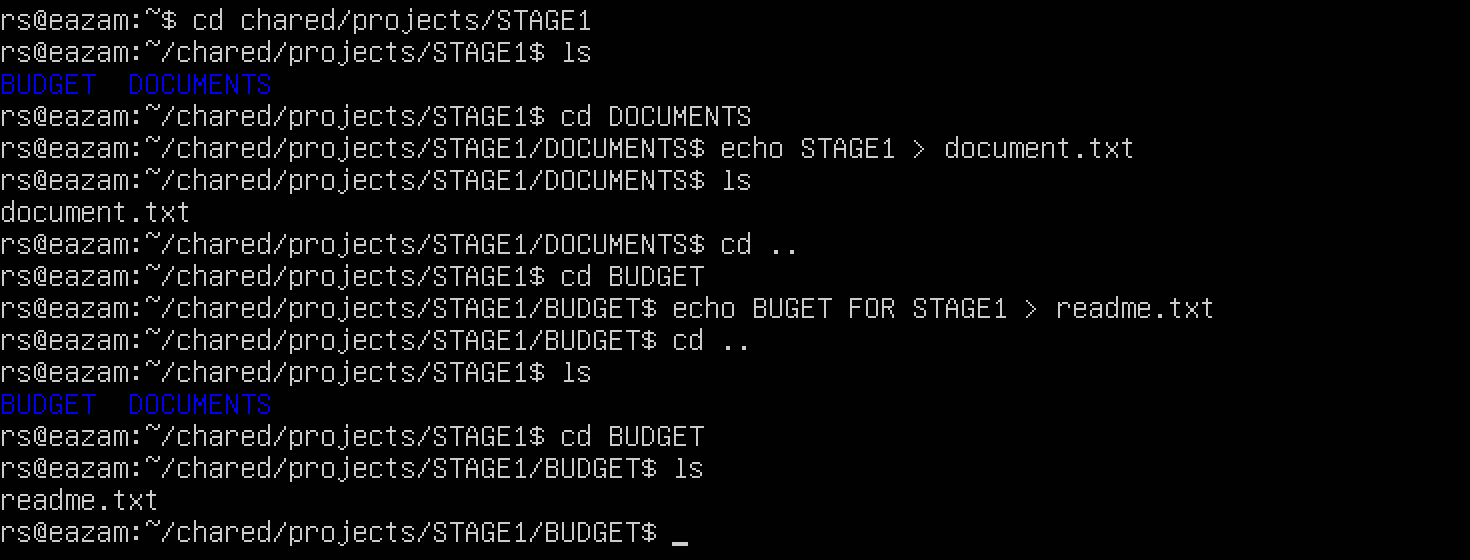 rs@eazam:~$ cd chared/projects/STAGE1
rs@eazam:~/chared/projects/STAGE1$ ls
BUDGET  DOCUMENTS
rs@eazam:~/chared/projects/STAGE1$ cd DOCUMENTS
rs@eazam:~/chared/projects/STAGE1/DOCUMENTS$ echo STAGE1 > document.txt
rs@eazam:~/chared/projects/STAGE1/DOCUMENTS$ ls
document.txt
rs@eazam:~/chared/projects/STAGE1/DOCUMENTS$ cd ..
rs@eazam:~/chared/projects/STAGE1$ cd BUDGET
rs@eazam:~/chared/projects/STAGE1/BUDGET$ echo BUGET FOR STAGE1 > readme.txt
rs@eazam:~/chared/projects/STAGE1/BUDGET$ cd ..
rs@eazam:~/chared/projects/STAGE1$ ls
BUDGET  DOCUMENTS
rs@eazam:~/chared/projects/STAGE1$ cd BUDGET
rs@eazam:~/chared/projects/STAGE1/BUDGET$ ls
readme.txt
rs@eazam:~/chared/projects/STAGE1/BUDGET$ _